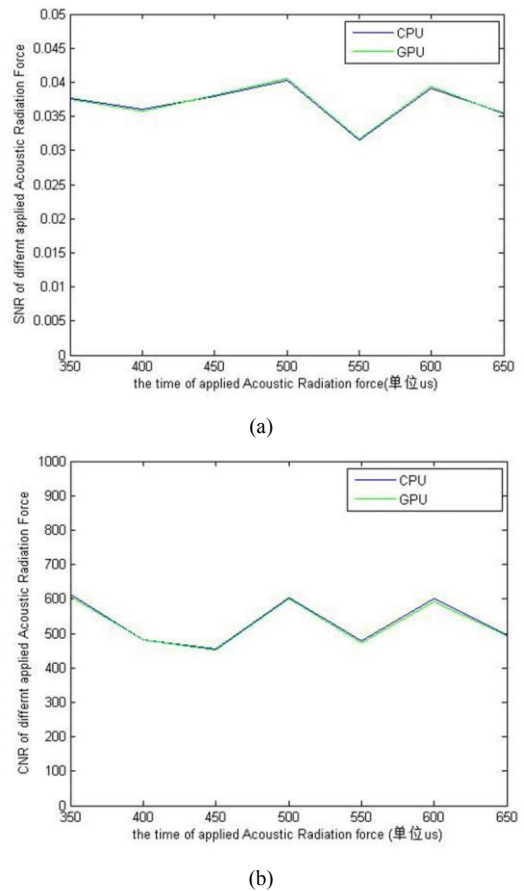 0.05
0.045
0.04
0.035
0.03
0.025
0.02
0.015
0.01
0.005
0
SNR of differnt applied Acoustic Radiation Force
CPU
GPU
350 400 450 500 550 600 650
the time of applied Acoustic Radiation force(单位us)
(a)
1000
900
800
700
600
500
400
300
200
100
0
CNR of differnt applied Acoustic Radiation Force
CPU
GPU
350 400 450 500 550 600 650
the time of applied Acoustic Radiation force (单位us)
(b)